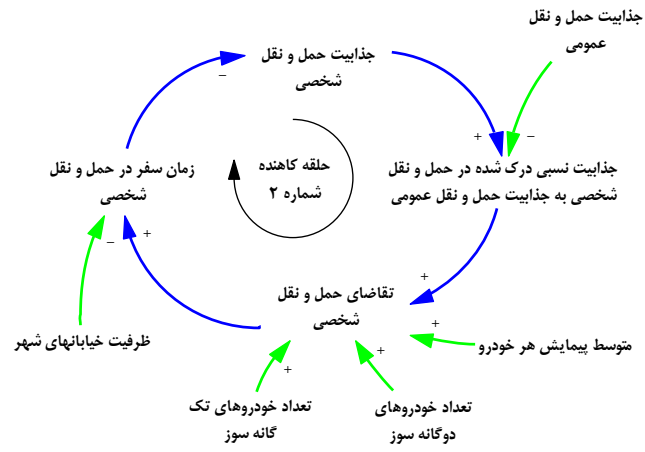 جذابیت حمل و نقل
عمومی
جذابیت حمل و نقل
شخصی
–
+
–
زمان سفر در حمل و نقل
شخصی
حلقه کاهنده
شماره ۲
جذابیت نسبی درک شده در حمل و نقل
شخصی به جذابیت حمل و نقل عمومی
–
+
+
تقاضای حمل و نقل
شخصی
+
ظرفیت خیابانهای شهر
متوسط پیمایش هر خودرو
+
+
تعداد خودروهای تک
گانه سوز
تعداد خودروهای
دوگانه سوز